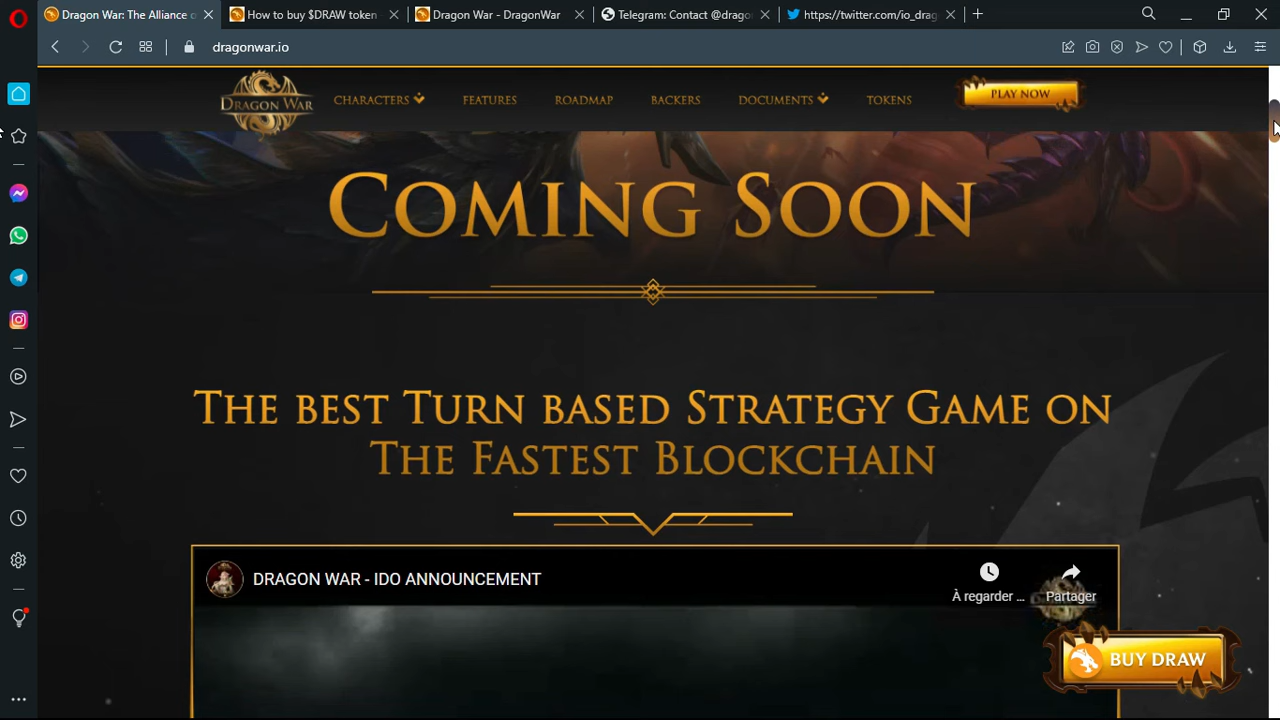 Dragon War: The Alliance o
How to buy $DRAW token
Dragon War - DragonWar
Telegram: Contact @drago
https://twitter.com/io_drag
dragonwar.io
DRAGON WAR
CHARACTERS
FEATURES
ROADMAP
BACKERS
DOCUMENTS
TOKENS
PLAY NOW
COMING SOON
THE BEST TURN BASED STRATEGY GAME ON
THE FASTEST BLOCKCHAIN
DRAGON WAR - IDO ANNOUNCEMENT
À regarder ...
Partager
BUY DRAW